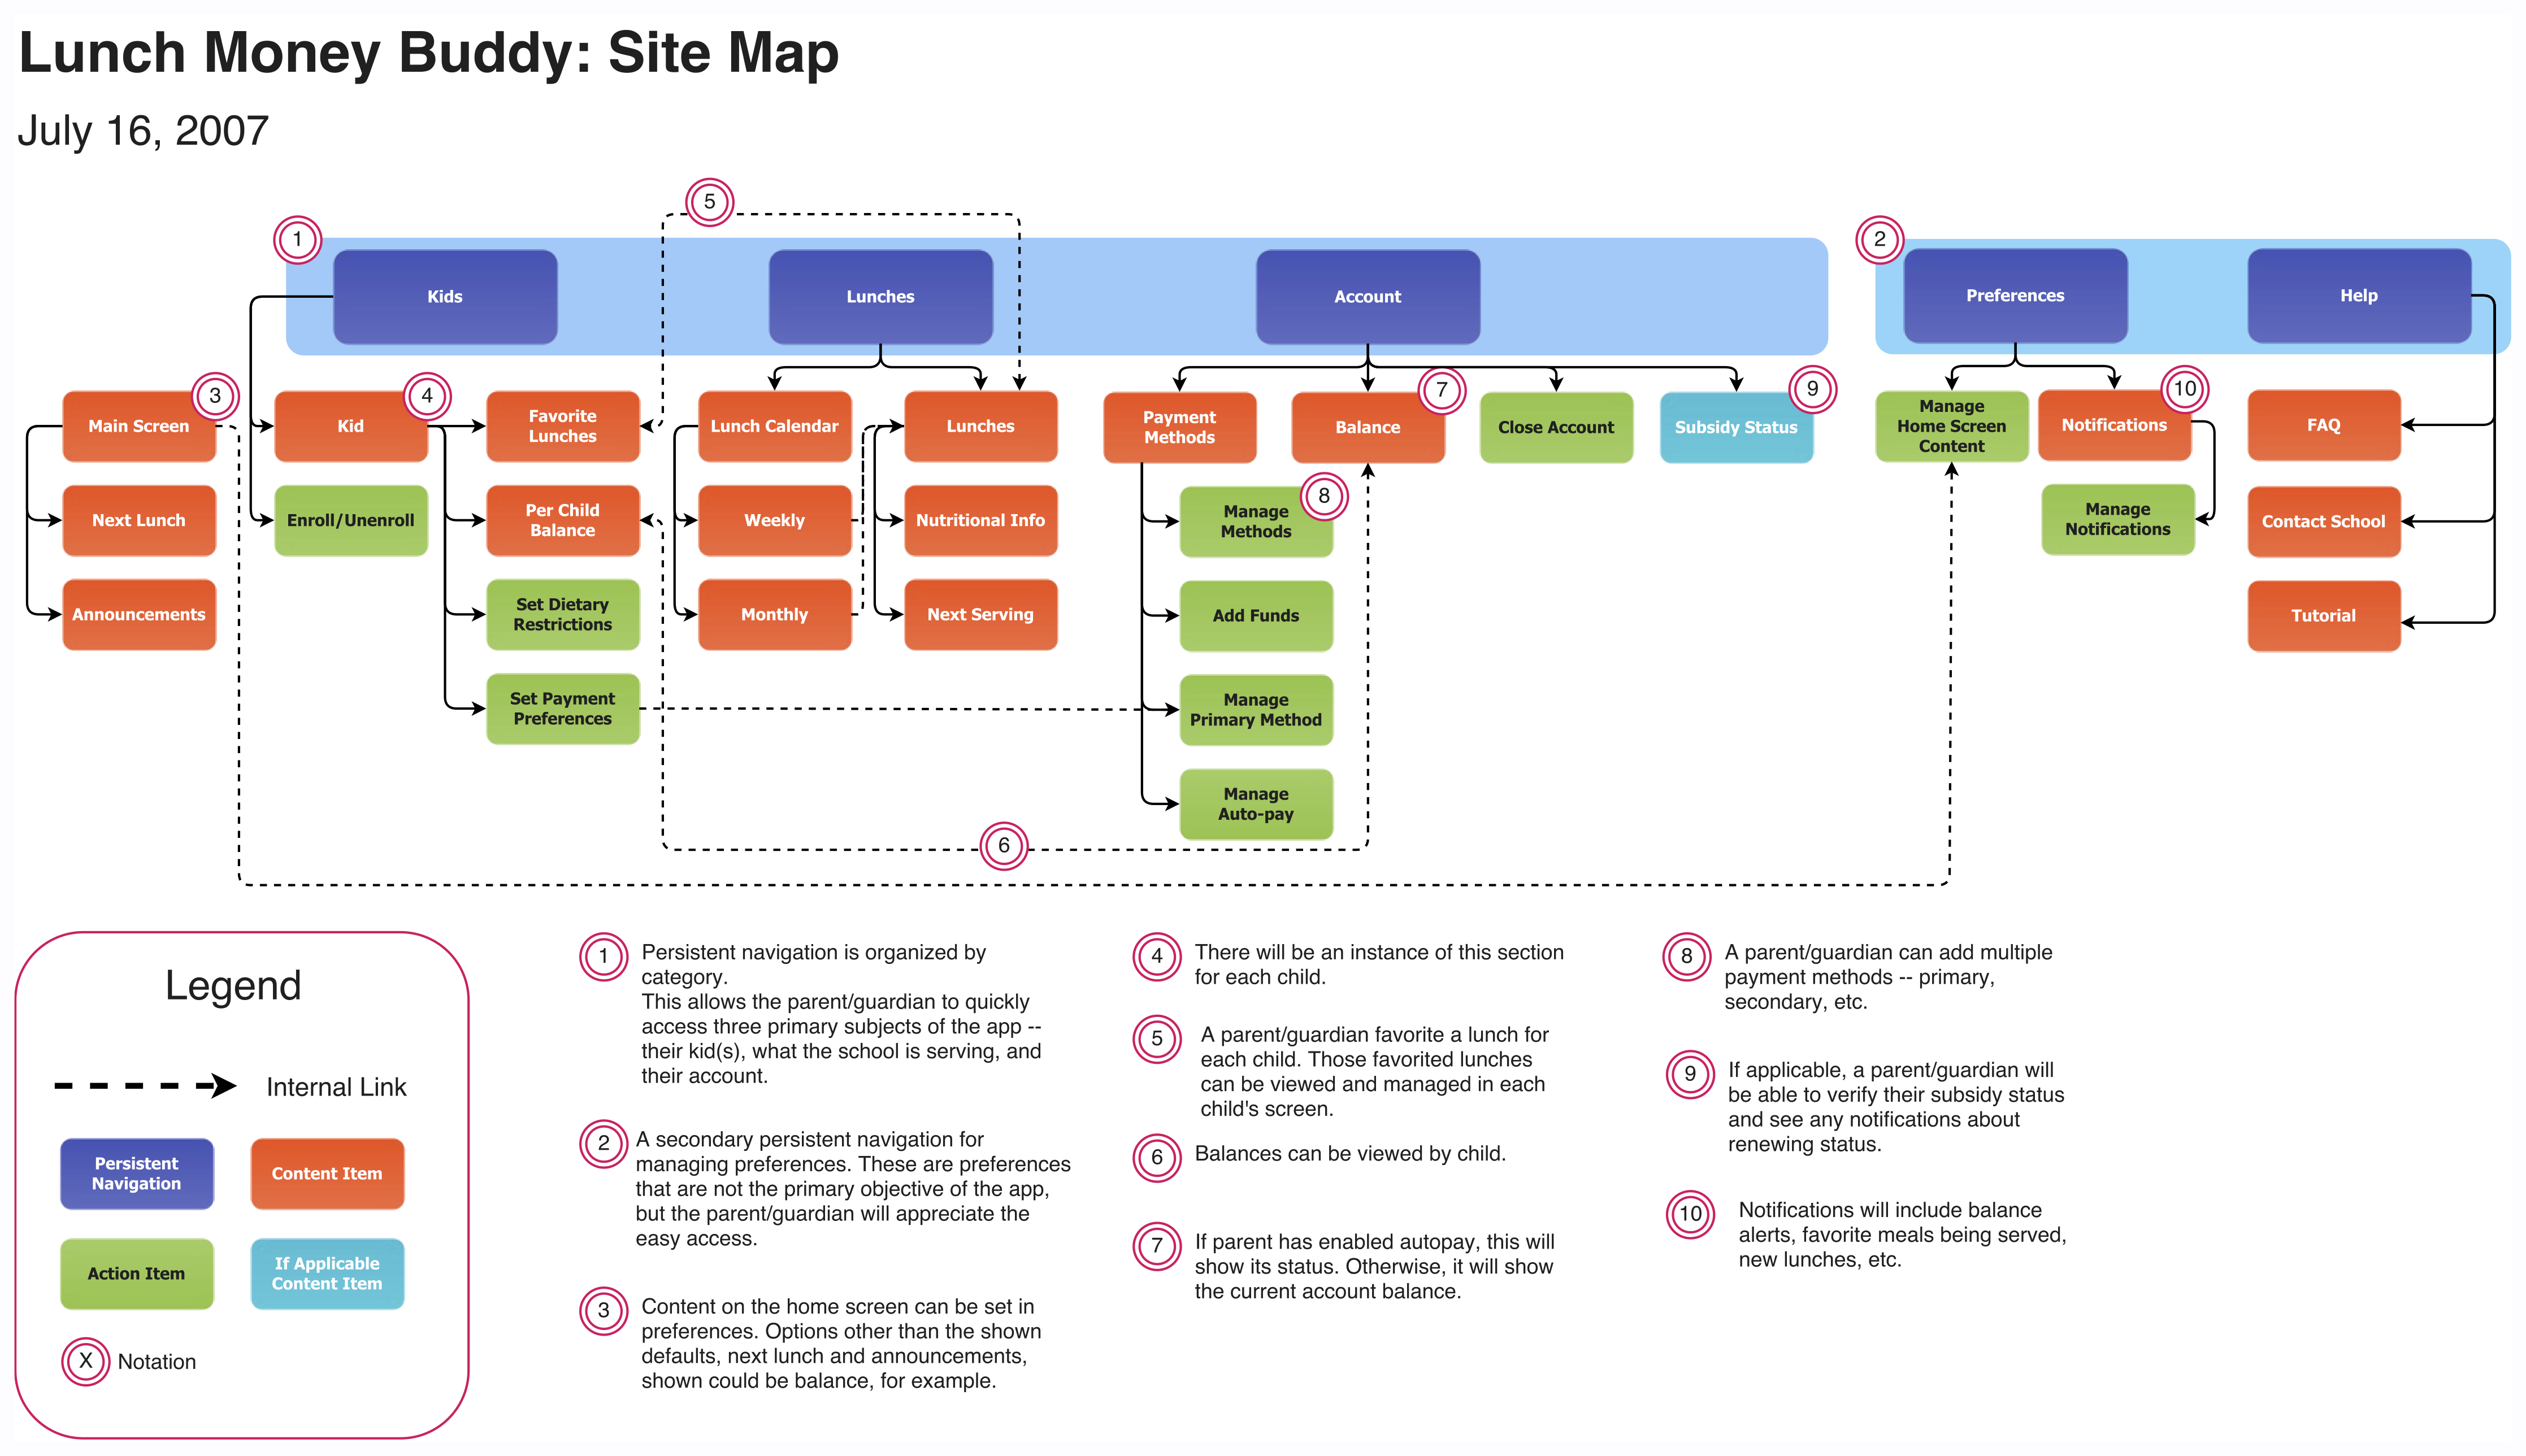 Lunch Money Buddy: Site Map
July 16, 2007
5
1
2
Kids
Lunches
Account
Preferences
Help
3
4
7
9
10
Main Screen
Kid
Favorite
Lunches
Lunch Calendar
Lunches
Payment
Methods
Balance
Close Account
Subsidy Status
Manage
Home Screen
Content
Notifications
FAQ
8
Next Lunch
Enroll/Unenroll
Per Child
Balance
Weekly
Nutritional Info
Manage
Methods
Manage
Notifications
Contact School
Announcements
Set Dietary
Restrictions
Monthly
Next Serving
Add Funds
Tutorial
Set Payment
Preferences
Manage
Primary Method
Manage
Auto-pay
6
Legend
Internal Link
Persistent
Navigation
Content Item
Action Item
If Applicable
Content Item
X
Notation
1
Persistent navigation is organized by
category.
This allows the parent/guardian to quickly
access three primary subjects of the app --
their kid(s), what the school is serving, and
their account.
2
A secondary persistent navigation for
managing preferences. These are preferences
that are not the primary objective of the app,
but the parent/guardian will appreciate the
easy access.
3
Content on the home screen can be set in
preferences. Options other than the shown
defaults, next lunch and announcements,
shown could be balance, for example.
4
There will be an instance of this section
for each child.
5
A parent/guardian favorite a lunch for
each child. Those favorited lunches
can be viewed and managed in each
child's screen.
6
Balances can be viewed by child.
7
If parent has enabled autopay, this will
show its status. Otherwise, it will show
the current account balance.
8
A parent/guardian can add multiple
payment methods -- primary,
secondary, etc.
9
If applicable, a parent/guardian will
be able to verify their subsidy status
and see any notifications about
renewing status.
10
Notifications will include balance
alerts, favorite meals being served,
new lunches, etc.